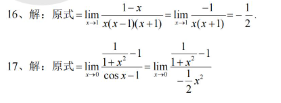 16、解：原式=lim_{x→1} (1-x)/(x(x-1)(x+1)) = lim_{x→1} (-1)/(x(x+1)) = -1/2.
17、解：原式=lim_{x→0} (1/(1+x²)-1)/(cos x-1) = lim_{x→0} (1/(1+x²)-1)/(-1/2 x²)